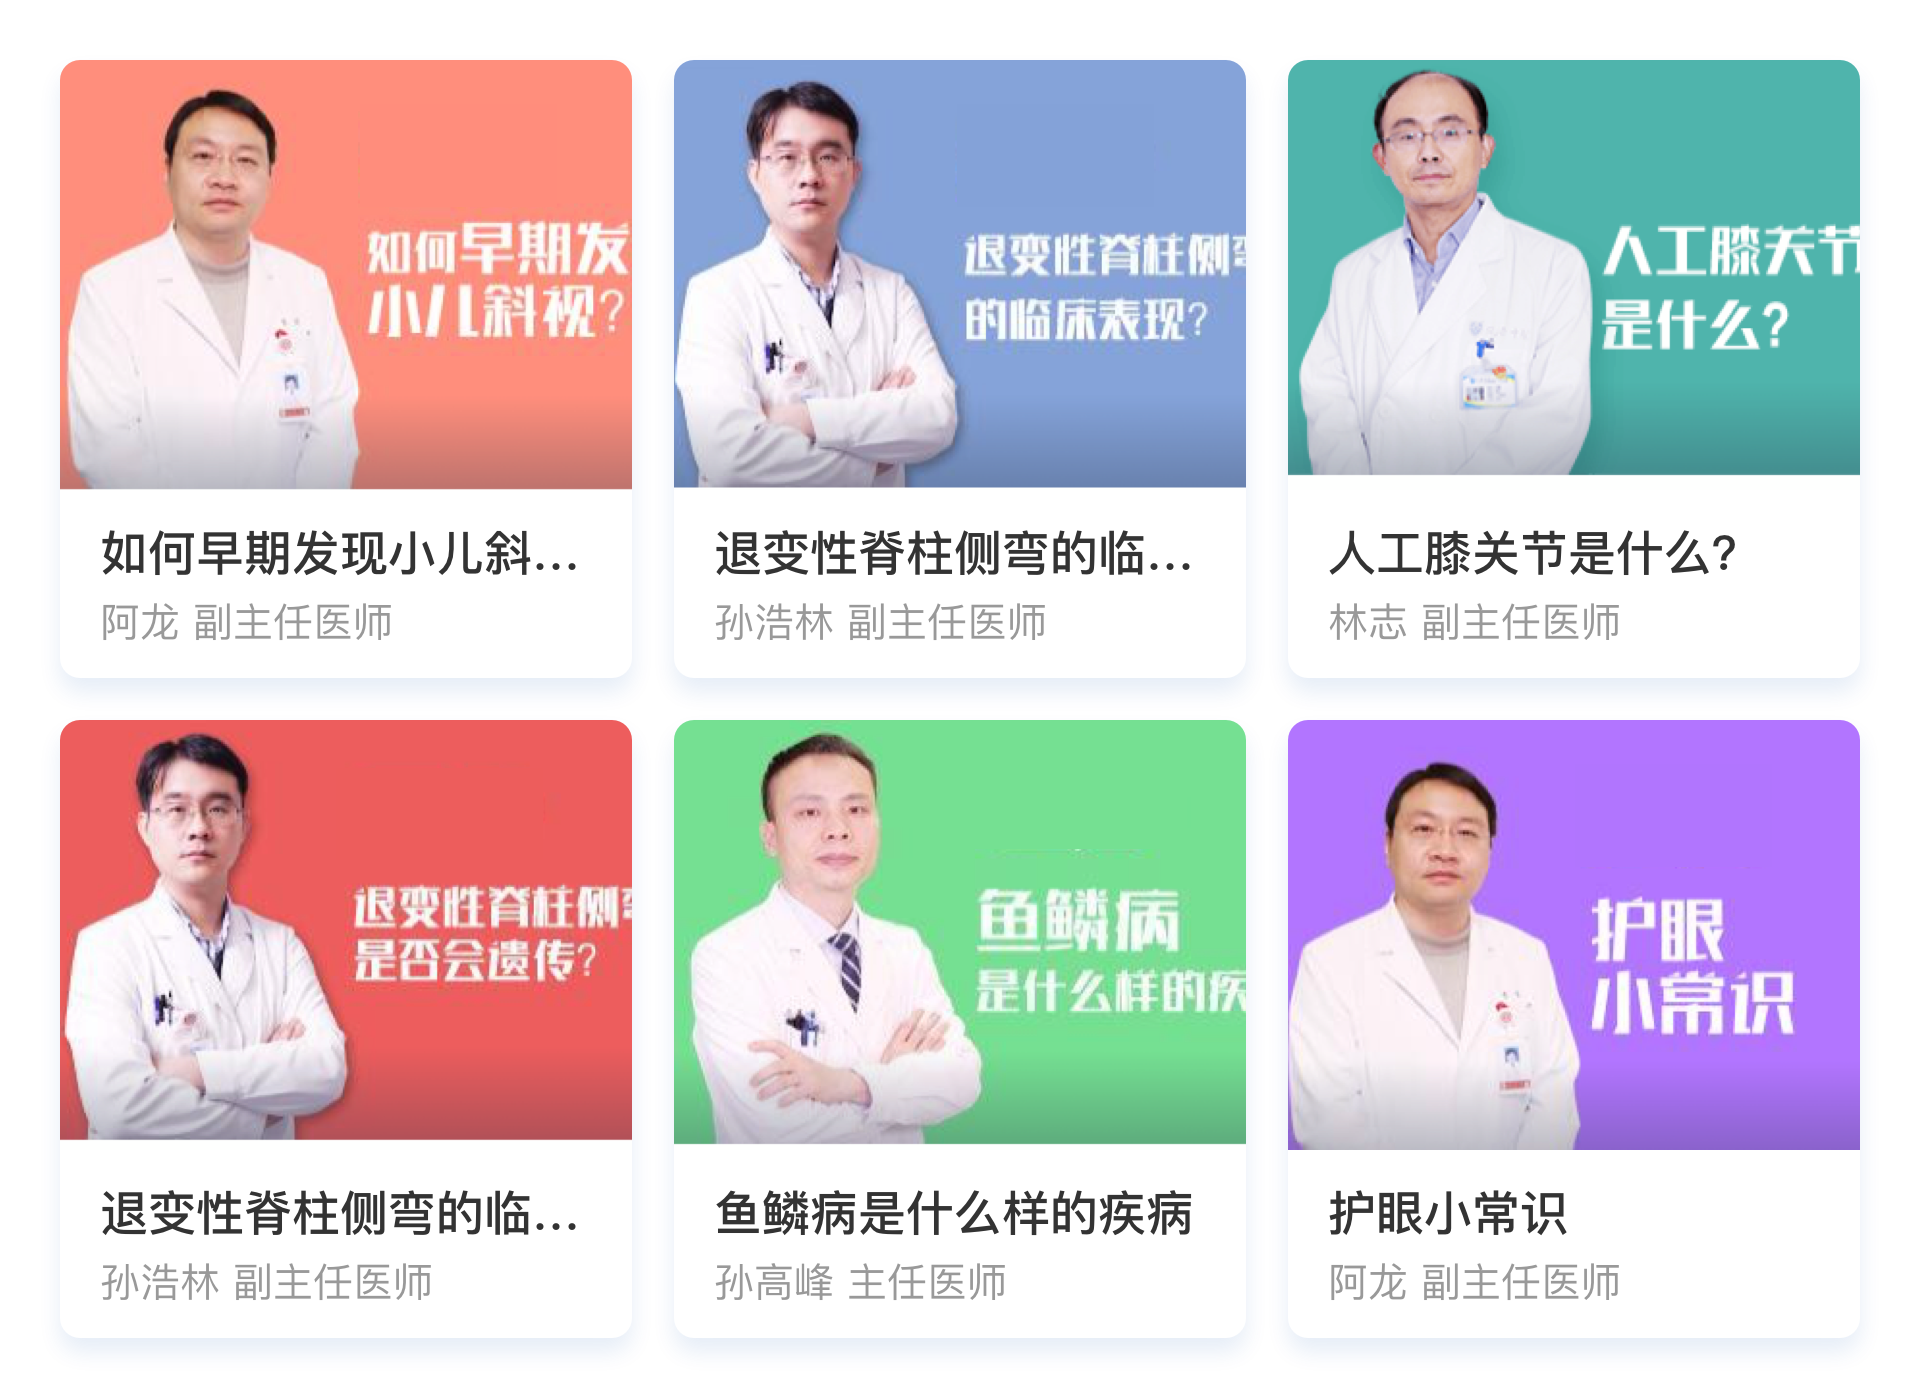 如何早期发
小儿斜视?
如何早期发现小儿斜...
阿龙 副主任医师
退变性脊柱侧弯
的临床表现?
退变性脊柱侧弯的临...
孙浩林 副主任医师
人工膝关节
是什么?
人工膝关节是什么?
林志 副主任医师
退变性脊柱侧弯
是否会遗传?
退变性脊柱侧弯的临...
孙浩林 副主任医师
鱼鳞病
是什么样的疾
鱼鳞病是什么样的疾病
孙高峰 主任医师
护眼
小常识
护眼小常识
阿龙 副主任医师